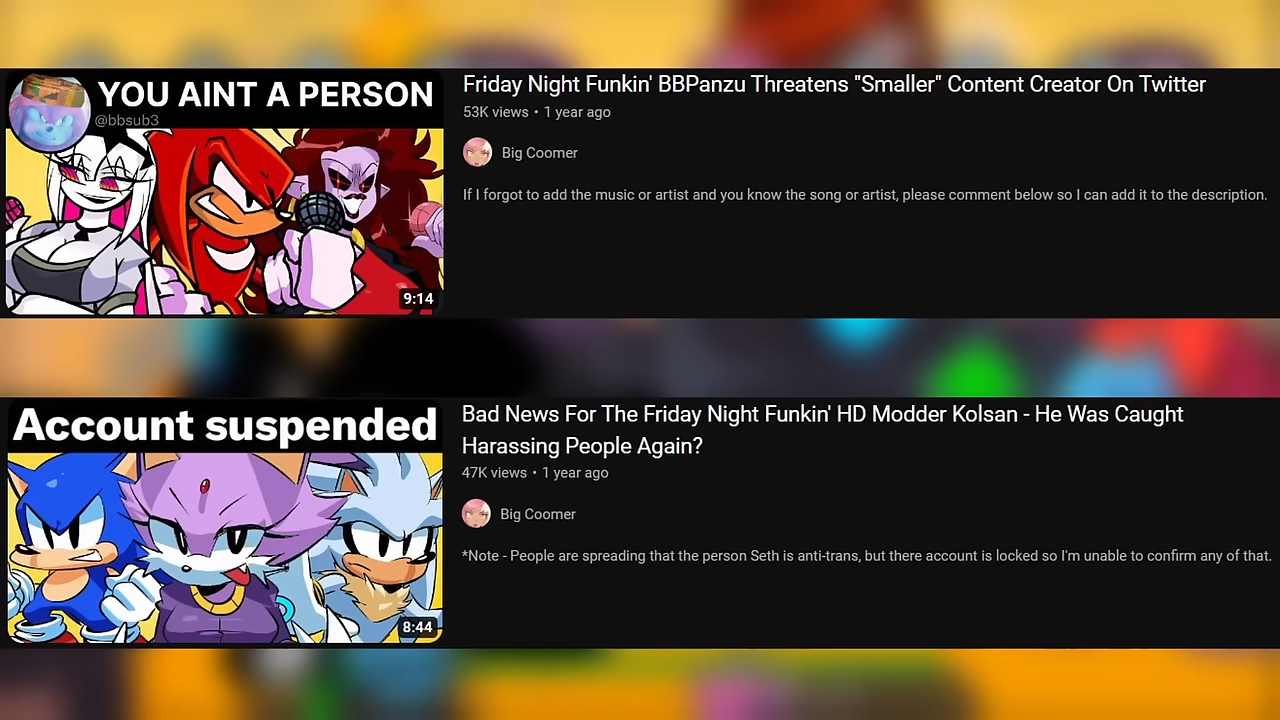 YOU AINT A PERSON
@bbsub3
9:14
Friday Night Funkin' BBPanzu Threatens "Smaller" Content Creator On Twitter
53K views • 1 year ago
Big Coomer
If I forgot to add the music or artist and you know the song or artist, please comment below so I can add it to the description.
Account suspended
8:44
Bad News For The Friday Night Funkin' HD Modder Kolsan - He Was Caught
Harassing People Again?
47K views • 1 year ago
Big Coomer
*Note - People are spreading that the person Seth is anti-trans, but there account is locked so I'm unable to confirm any of that.